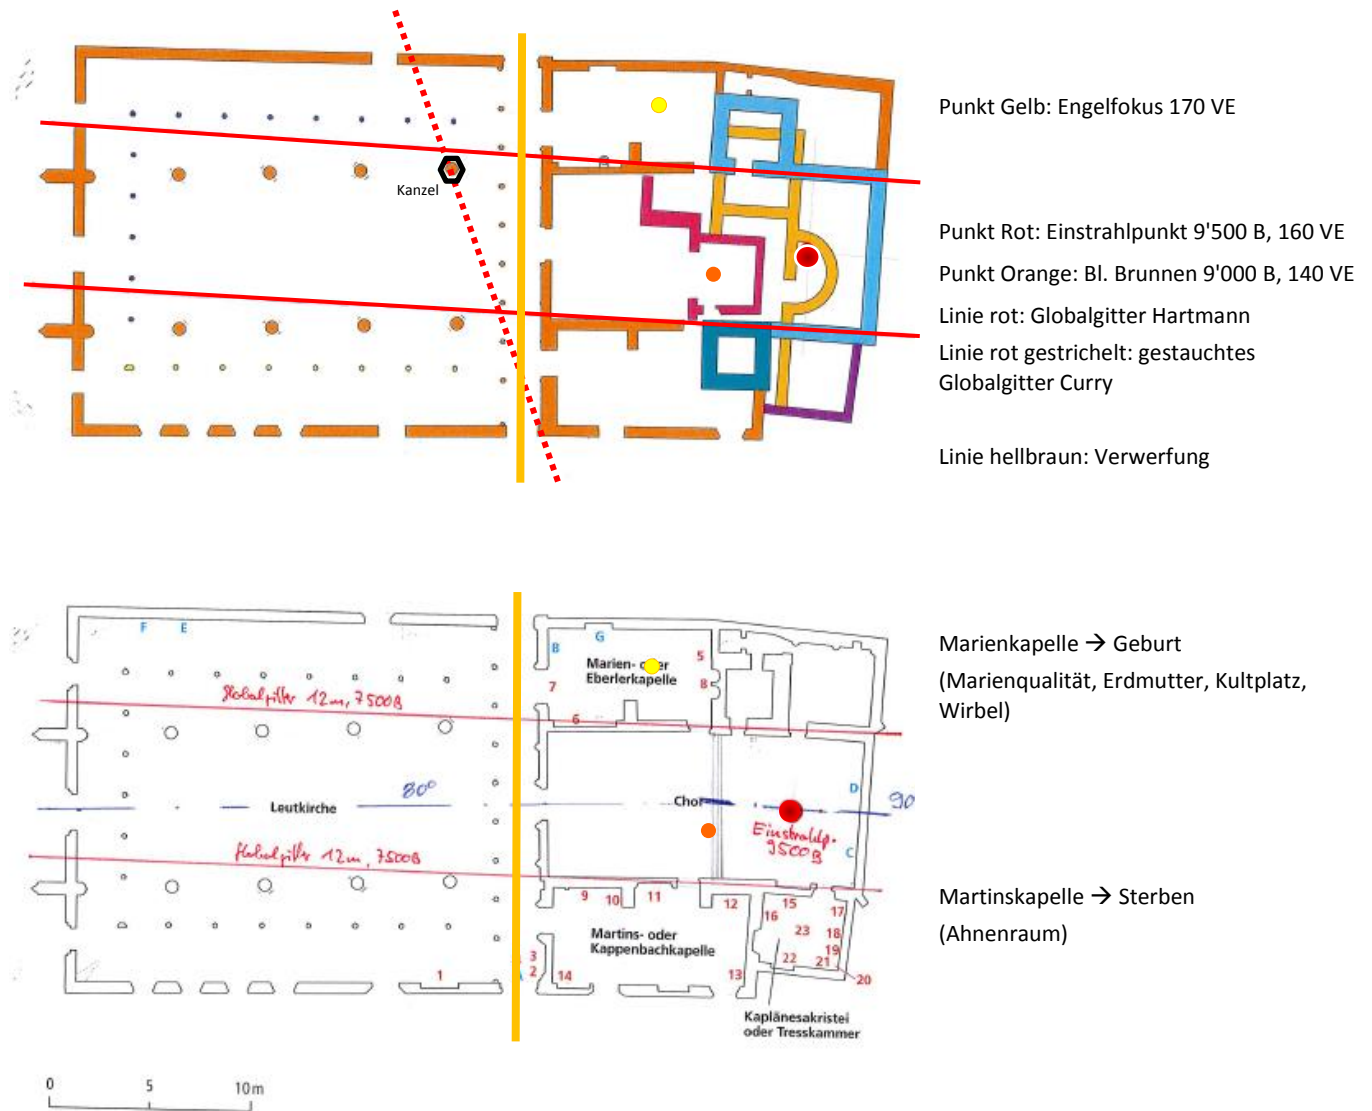 Punkt Gelb: Engelfokus 170 VE
Kanzel
Punkt Rot: Einstrahlpunkt 9'500 B, 160 VE
Punkt Orange: Bl. Brunnen 9'000 B, 140 VE
Linie rot: Globalgitter Hartmann
Linie rot gestrichelt: gestauchtes
Globalgitter Curry
Linie hellbraun: Verwerfung
F E
B G
Marien- oder
Eberlerkapelle
5
7
8
6
Globalgitter 12m, 7500B
Marienkapelle → Geburt
(Marienqualität, Erdmutter, Kultplatz,
Wirbel)
Leutkirche
80°
Chor
D
90
Einstrahlp.
9500B
C
Globalgitter 12m, 7500B
9 10 11 12 15 16 17
23 18
19
22 21 20
Martins- oder
Kappenbachkapelle
1
3
2
14 13
Martinskapelle → Sterben
(Ahnenraum)
Kaplänesakristei
oder Tresskammer
0 5 10m